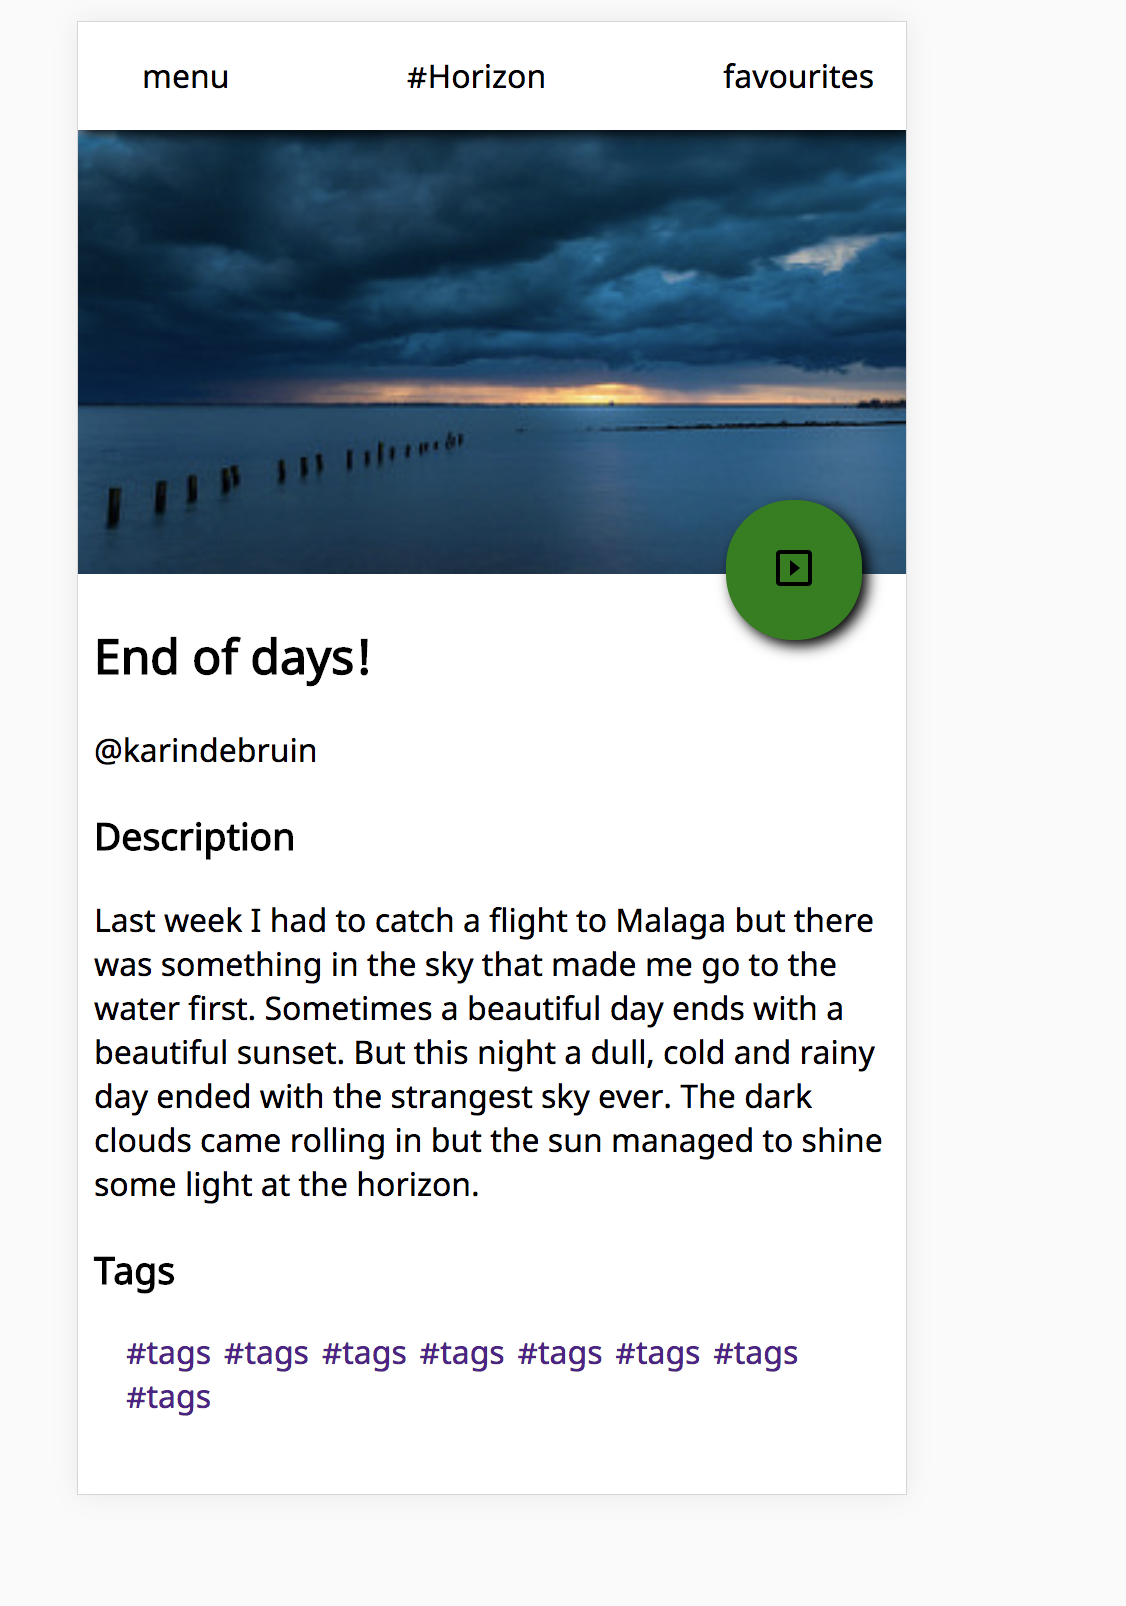 menu #Horizon favourites
End of days!
@karindebruin
Description
Last week I had to catch a flight to Malaga but there
was something in the sky that made me go to the
water first. Sometimes a beautiful day ends with a
beautiful sunset. But this night a dull, cold and rainy
day ended with the strangest sky ever. The dark
clouds came rolling in but the sun managed to shine
some light at the horizon.
Tags
#tags #tags #tags #tags #tags #tags #tags
#tags